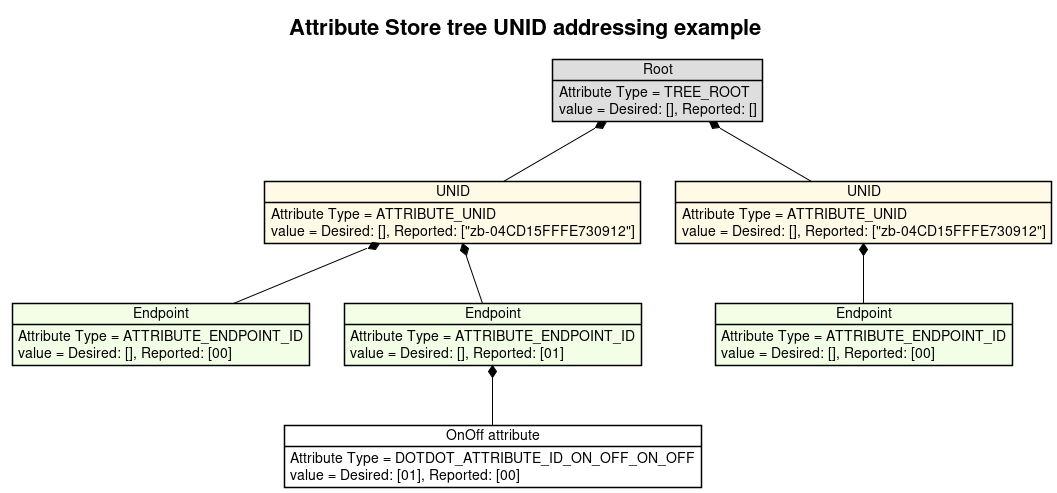 Attribute Store tree UNID addressing example
Root
Attribute Type = TREE_ROOT
value = Desired: [], Reported: []
UNID
Attribute Type = ATTRIBUTE_UNID
value = Desired: [], Reported: ["zb-04CD15FFFE730912"]
UNID
Attribute Type = ATTRIBUTE_UNID
value = Desired: [], Reported: ["zb-04CD15FFFE730912"]
Endpoint
Attribute Type = ATTRIBUTE_ENDPOINT_ID
value = Desired: [], Reported: [00]
Endpoint
Attribute Type = ATTRIBUTE_ENDPOINT_ID
value = Desired: [], Reported: [01]
Endpoint
Attribute Type = ATTRIBUTE_ENDPOINT_ID
value = Desired: [], Reported: [00]
OnOff attribute
Attribute Type = DOTDOT_ATTRIBUTE_ID_ON_OFF_ON_OFF
value = Desired: [01], Reported: [00]